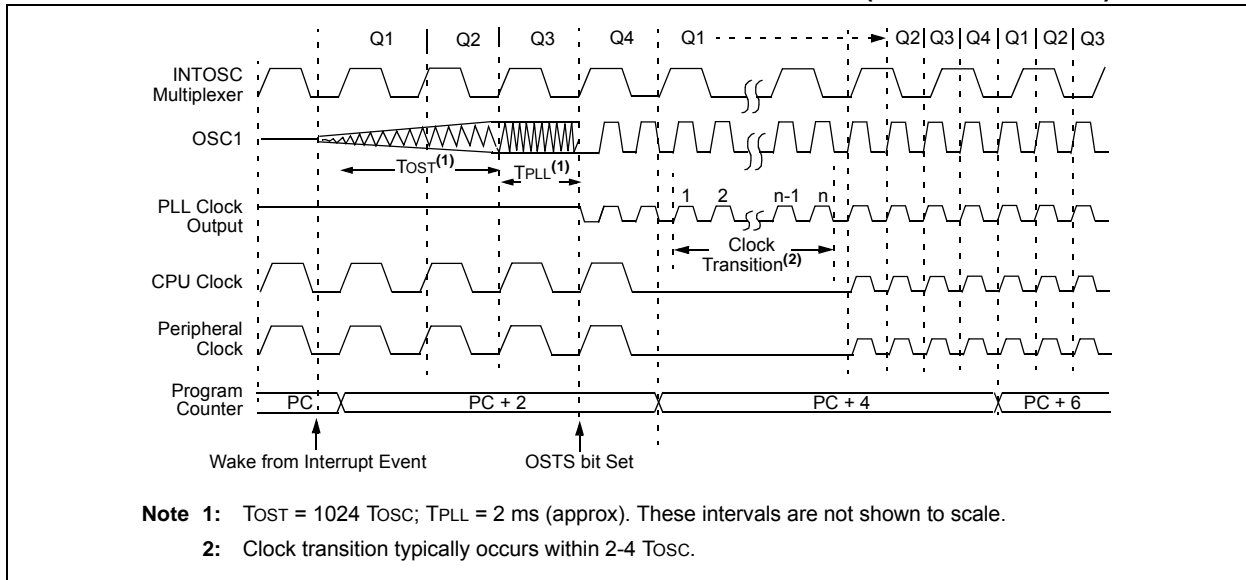 Q1 Q2 Q3 Q4 Q1 Q2 Q3 Q4 Q1 Q2 Q3
INTOSC
Multiplexer
OSC1
TOST(1)
TPLL(1)
1 2 n-1 n
PLL Clock
Output
Clock
Transition(2)
CPU Clock
Peripheral
Clock
Program
Counter
PC PC + 2 PC + 4 PC + 6
Wake from Interrupt Event OSTS bit Set
Note 1: TOST = 1024 TOSC; TPLL = 2 ms (approx). These intervals are not shown to scale.
2: Clock transition typically occurs within 2-4 TOSC.